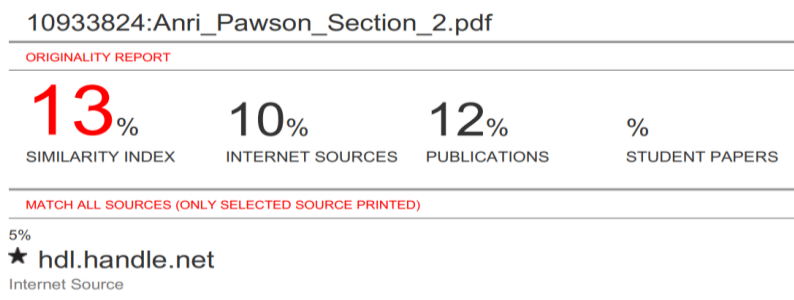 10933824:Anri_Pawson_Section_2.pdf
ORIGINALITY REPORT
13% 10% 12% %
SIMILARITY INDEX INTERNET SOURCES PUBLICATIONS STUDENT PAPERS
MATCH ALL SOURCES (ONLY SELECTED SOURCE PRINTED)
5%
★ hdl.handle.net
Internet Source